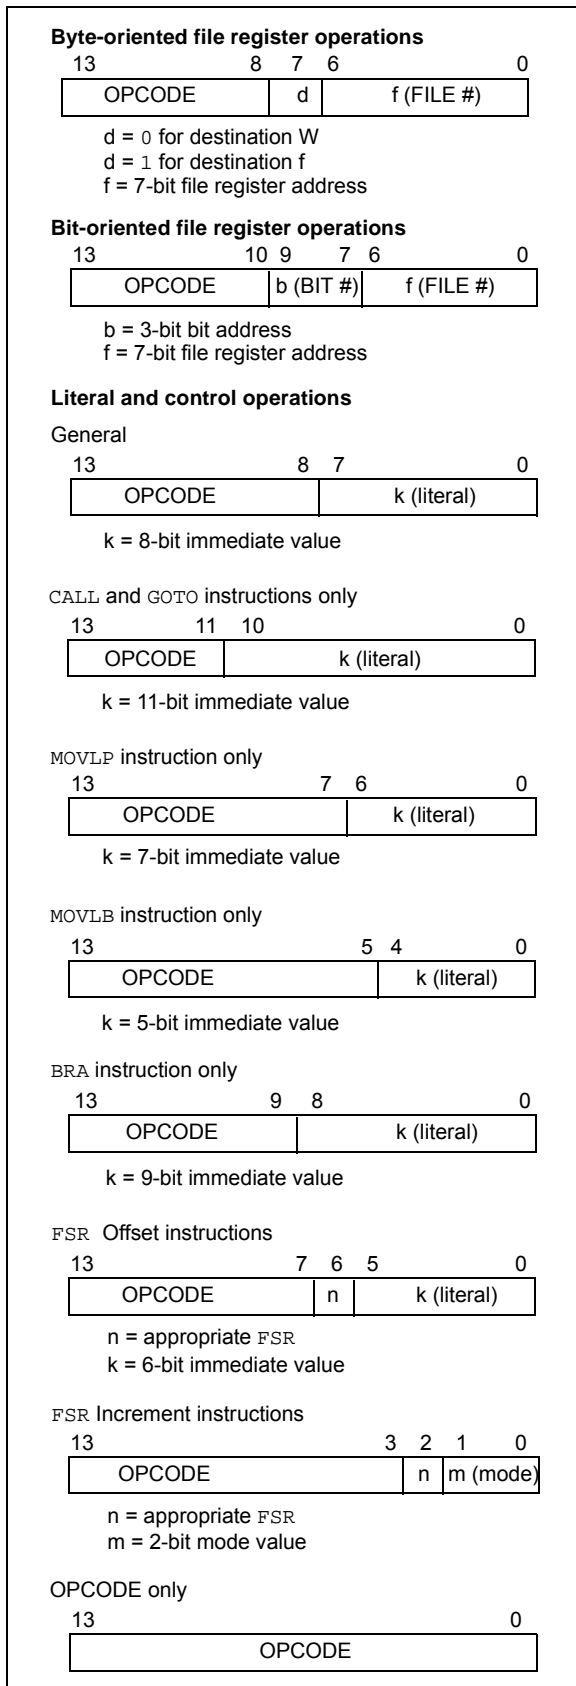 Byte-oriented file register operations
13 8 7 6 0
OPCODE d f (FILE #)
d = 0 for destination W
d = 1 for destination f
f = 7-bit file register address
Bit-oriented file register operations
13 10 9 7 6 0
OPCODE b (BIT #) f (FILE #)
b = 3-bit bit address
f = 7-bit file register address
Literal and control operations
General
13 8 7 0
OPCODE k (literal)
k = 8-bit immediate value
CALL and GOTO instructions only
13 11 10 0
OPCODE k (literal)
k = 11-bit immediate value
MOVLP instruction only
13 7 6 0
OPCODE k (literal)
k = 7-bit immediate value
MOVLB instruction only
13 5 4 0
OPCODE k (literal)
k = 5-bit immediate value
BRA instruction only
13 9 8 0
OPCODE k (literal)
k = 9-bit immediate value
FSR Offset instructions
13 7 6 5 0
OPCODE n k (literal)
n = appropriate FSR
k = 6-bit immediate value
FSR Increment instructions
13 3 2 1 0
OPCODE n m (mode)
n = appropriate FSR
m = 2-bit mode value
OPCODE only
13 0
OPCODE